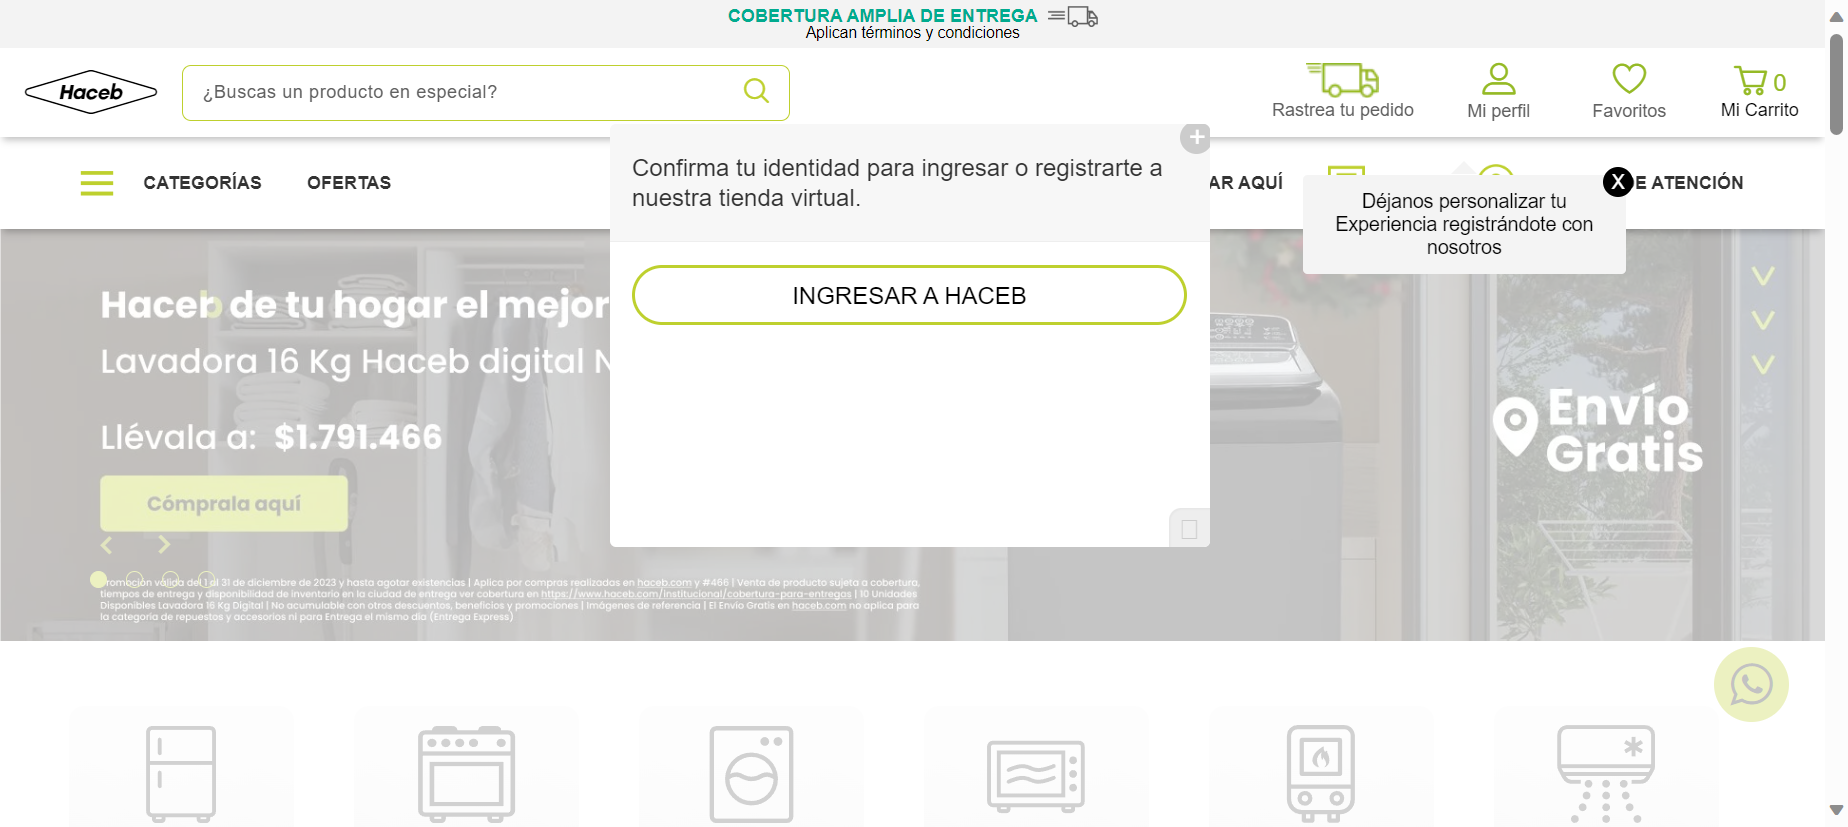 COBERTURA AMPLIA DE ENTREGA
Aplican términos y condiciones
Haceb
¿Buscas un producto en especial?
Rastrea tu pedido
Mi perfil
Favoritos
0
Mi Carrito
CATEGORÍAS
OFERTAS
AR AQUÍ
E ATENCIÓN
X
Déjanos personalizar tu
Experiencia registrándote con
nosotros
+
Confirma tu identidad para ingresar o registrarte a
nuestra tienda virtual.
INGRESAR A HACEB
Haceb de tu hogar el mejor
Lavadora 16 Kg Haceb digital N
Llévala a: $1.791.466
Cómprala aquí
Envío
Gratis
Promoción válida del 1 al 31 de diciembre de 2023 y hasta agotar existencias | Aplica por compras realizadas en haceb.com y #466 | Venta de producto sujeta a cobertura,
tiempos de entrega y disponibilidad de inventario en la ciudad de entrega ver cobertura en https://www.haceb.com/institucional/cobertura-para-entregas | 10 Unidades
Disponibles Lavadora 16 Kg Digital | No acumulable con otros descuentos, beneficios y promociones | Imágenes de referencia | El Envío Gratis en haceb.com no aplica para
la categoría de repuestos y accesorios ni para Entrega el mismo día (Entrega Express)